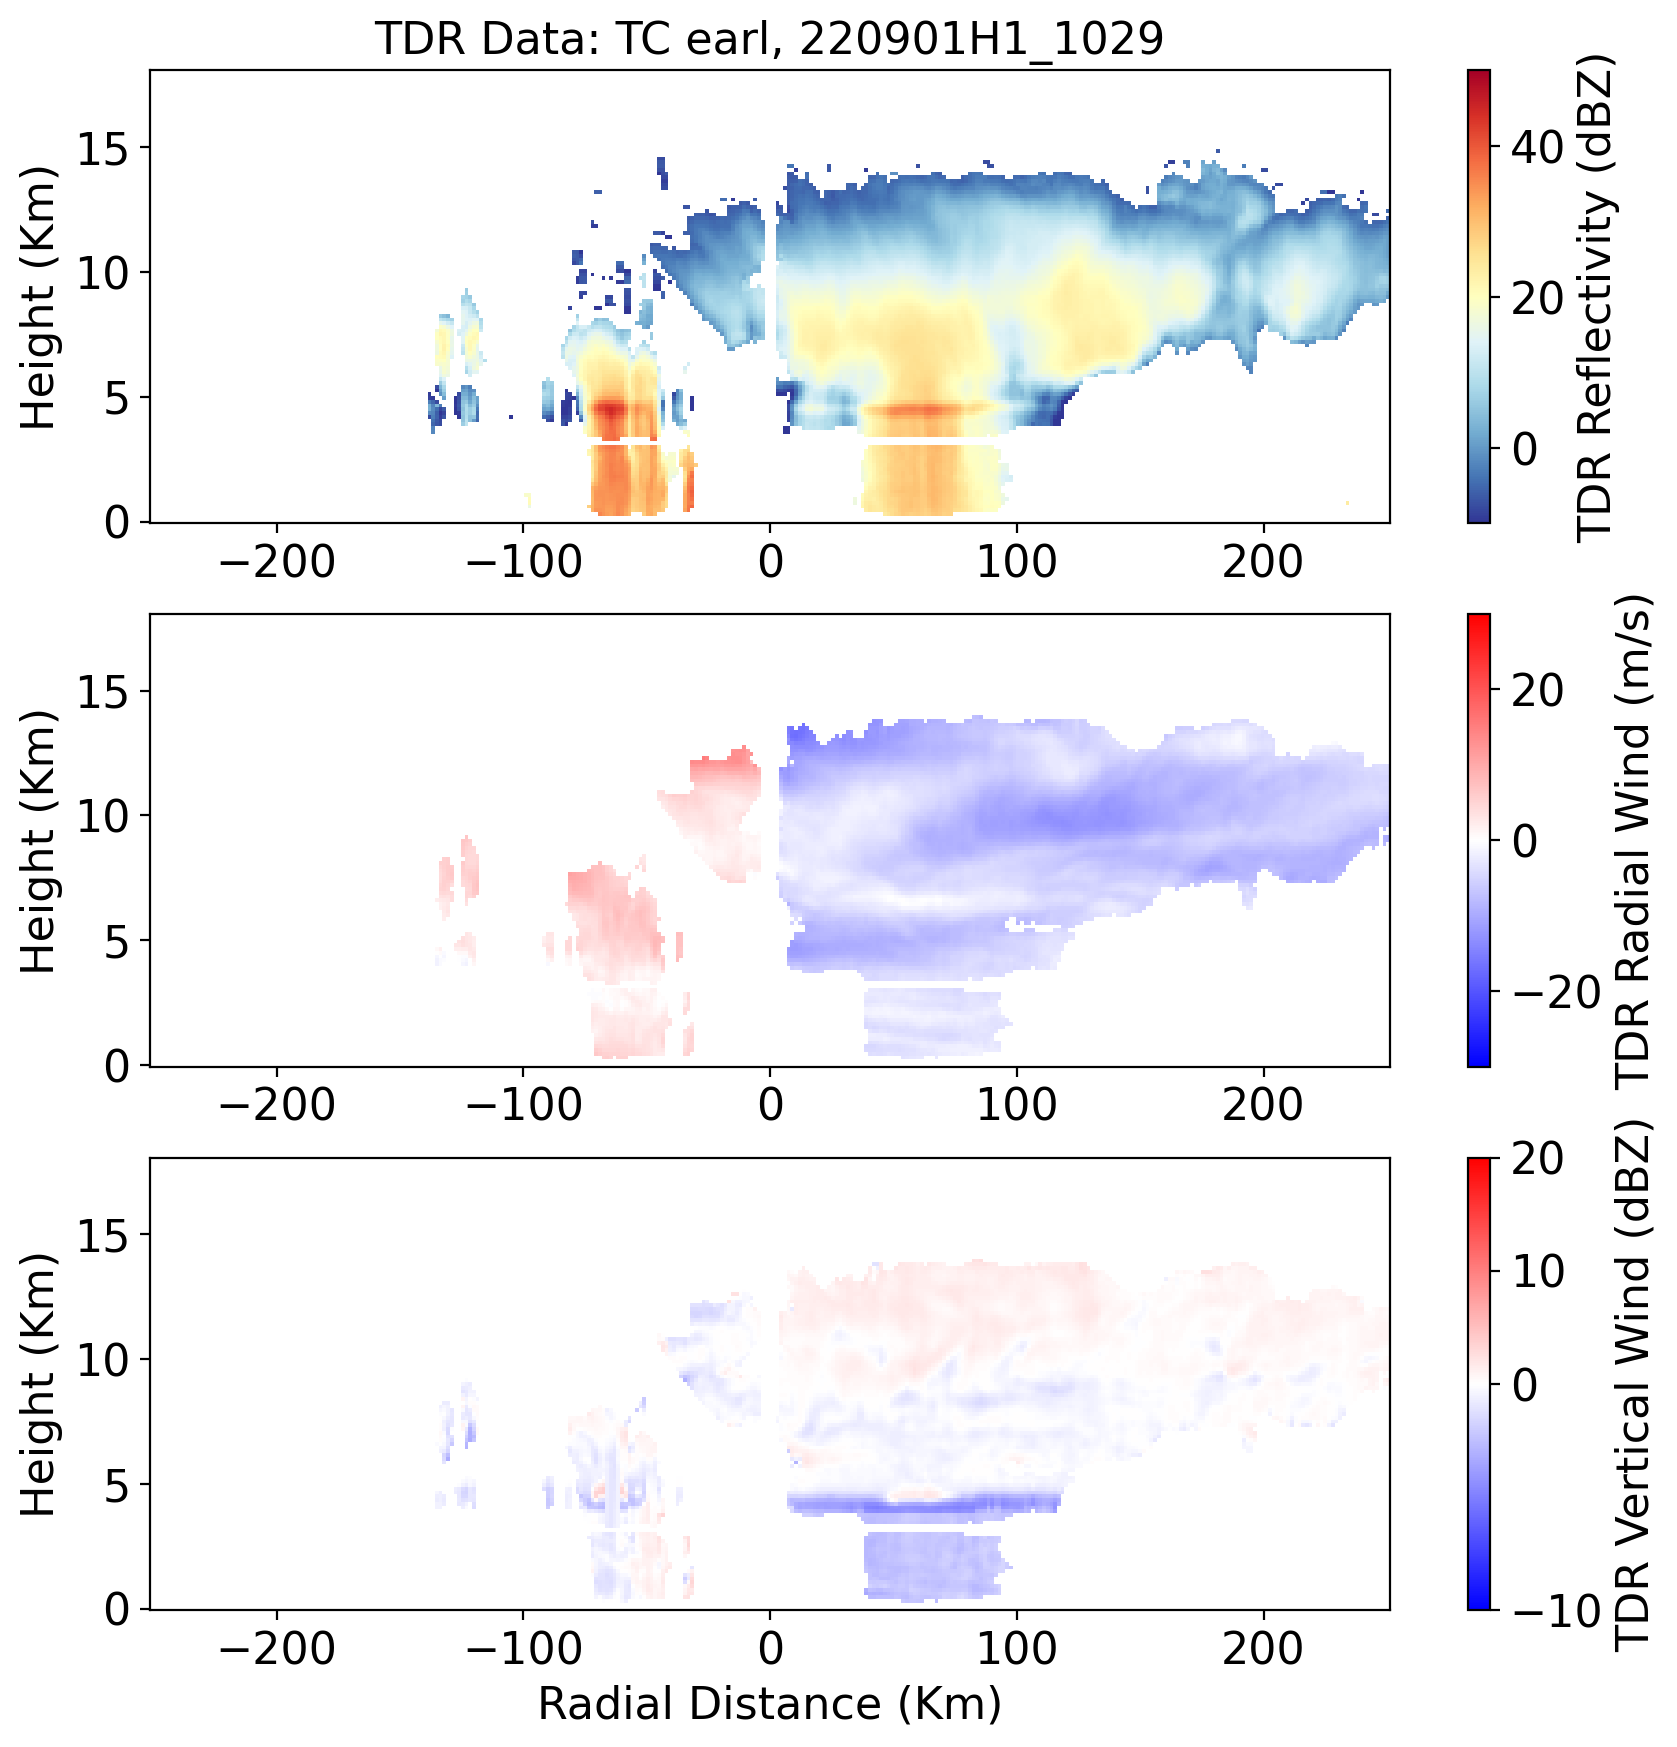 TDR Data: TC earl, 220901H1_1029
Height (Km)
15
10
5
0
−200 −100 0 100 200
40
20
0
TDR Reflectivity (dBZ)
Height (Km)
15
10
5
0
−200 −100 0 100 200
20
0
−20
TDR Radial Wind (m/s)
Height (Km)
15
10
5
0
−200 −100 0 100 200
Radial Distance (Km)
20
10
0
−10
TDR Vertical Wind (dBZ)